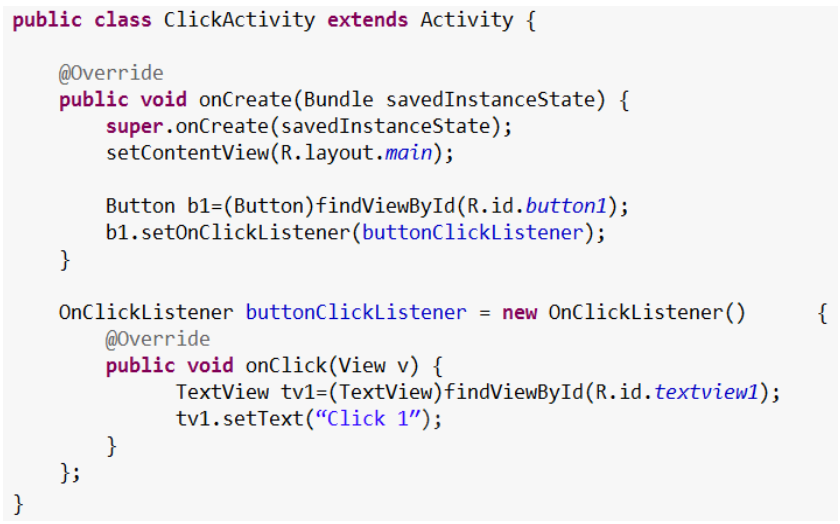 public class ClickActivity extends Activity {
@Override
public void onCreate(Bundle savedInstanceState) {
super.onCreate(savedInstanceState);
setContentView(R.layout.main);
Button b1=(Button)findViewById(R.id.button1);
b1.setOnClickListener(buttonClickListener);
}
OnClickListener buttonClickListener = new OnClickListener() {
@Override
public void onClick(View v) {
TextView tv1=(TextView)findViewById(R.id.textview1);
tv1.setText(“Click 1”);
}
};
}